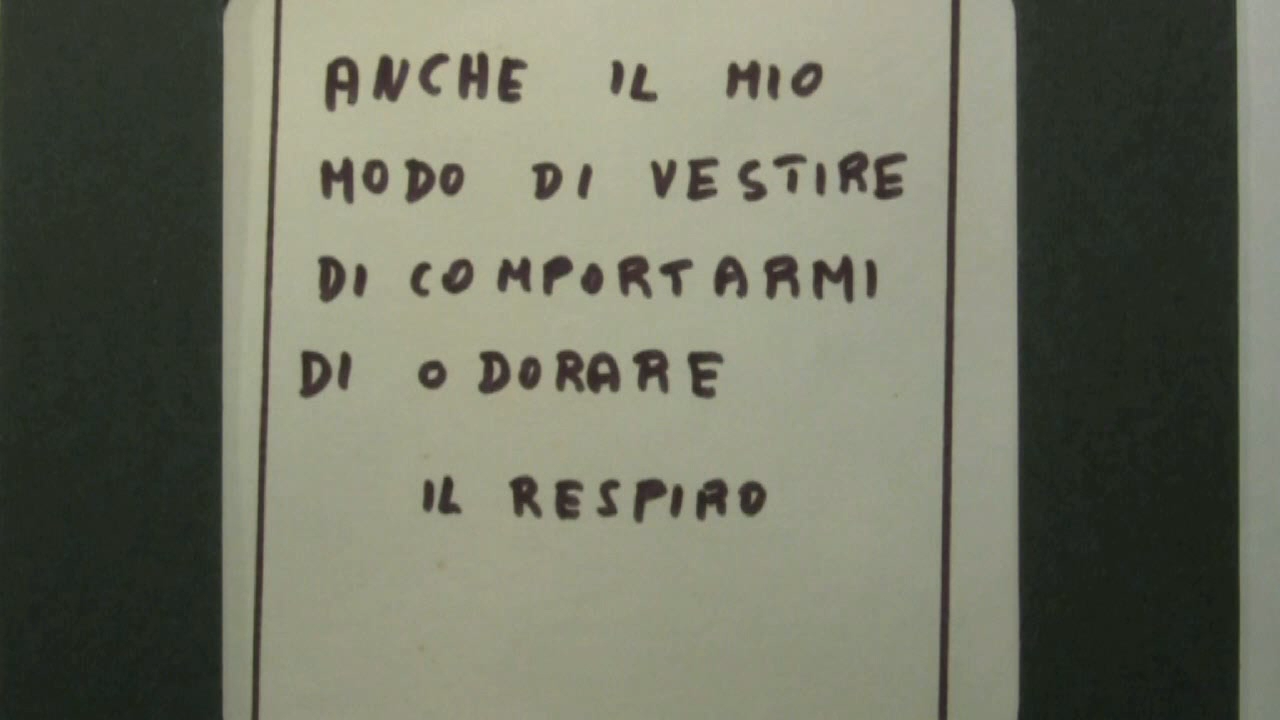 ANCHE IL MIO
MODO DI VESTIRE
DI COMPORTARMI
DI ODORARE
IL RESPIRO